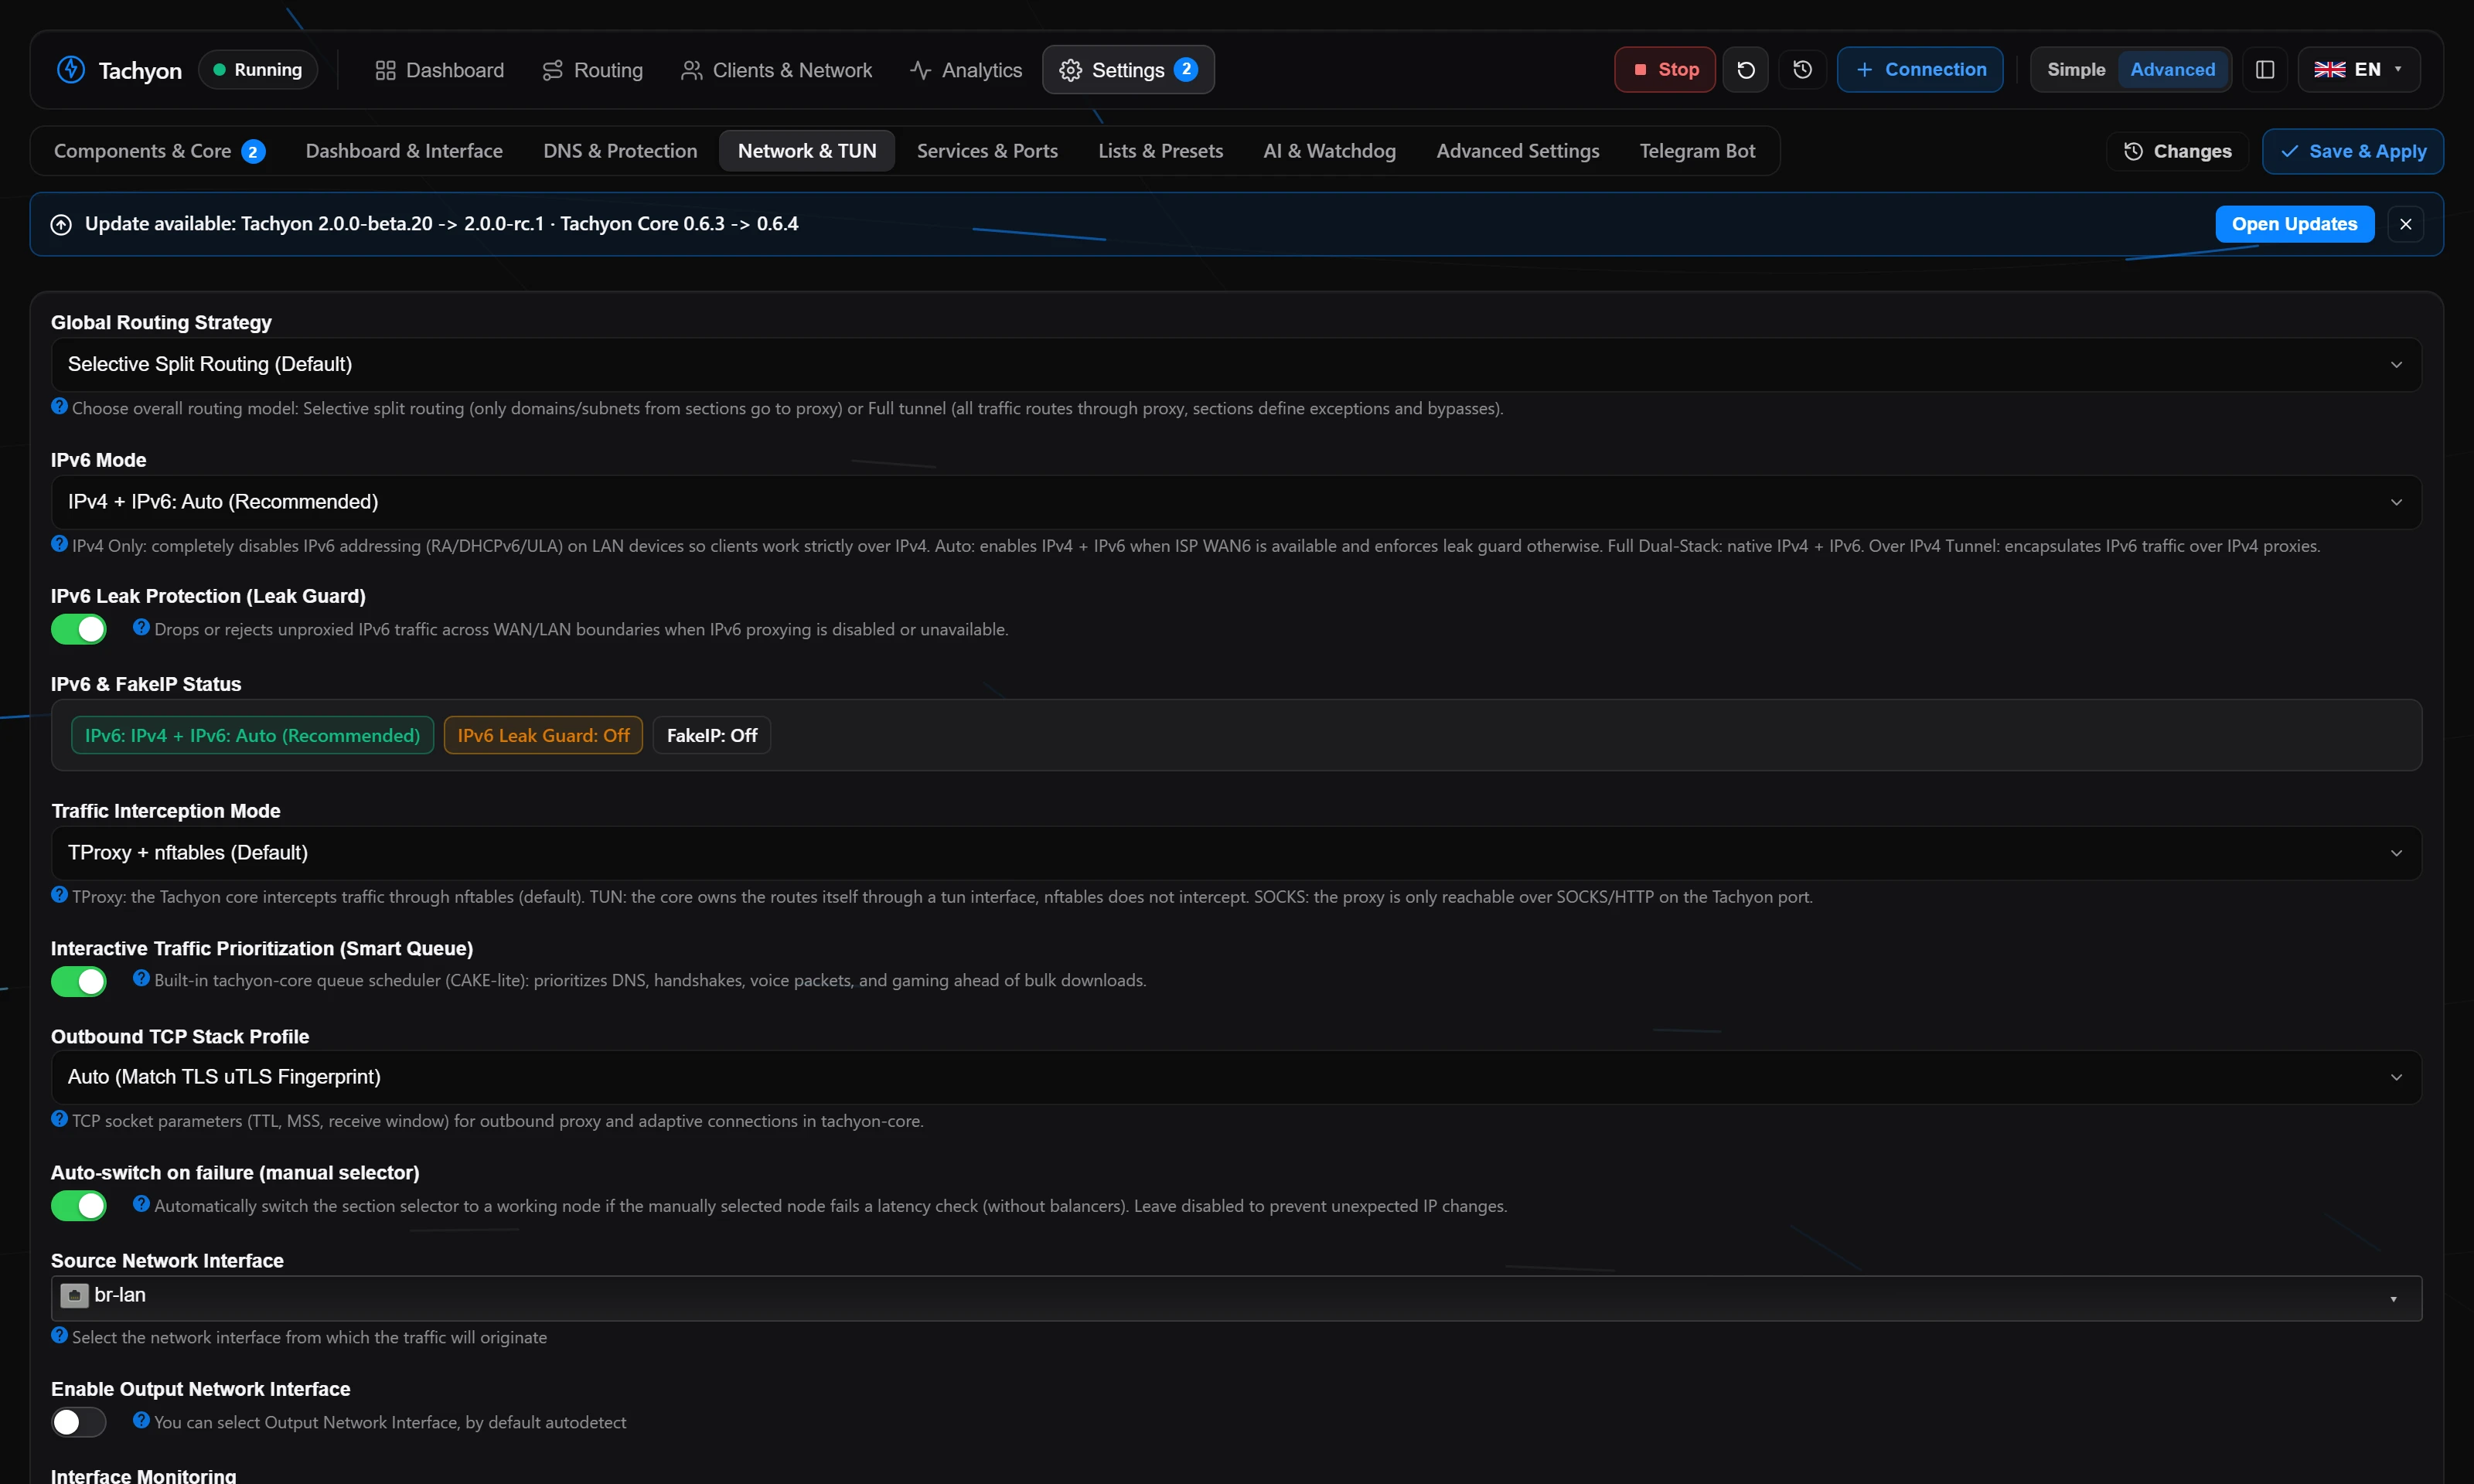 Tachyon Running Dashboard Routing Clients & Network Analytics Settings 2 Stop + Connection Simple Advanced EN
Components & Core 2 Dashboard & Interface DNS & Protection Network & TUN Services & Ports Lists & Presets AI & Watchdog Advanced Settings Telegram Bot Changes Save & Apply
Update available: Tachyon 2.0.0-beta.20 -> 2.0.0-rc.1 · Tachyon Core 0.6.3 -> 0.6.4 Open Updates
Global Routing Strategy
Selective Split Routing (Default)
Choose overall routing model: Selective split routing (only domains/subnets from sections go to proxy) or Full tunnel (all traffic routes through proxy, sections define exceptions and bypasses).
IPv6 Mode
IPv4 + IPv6: Auto (Recommended)
IPv4 Only: completely disables IPv6 addressing (RA/DHCPv6/ULA) on LAN devices so clients work strictly over IPv4. Auto: enables IPv4 + IPv6 when ISP WAN6 is available and enforces leak guard otherwise. Full Dual-Stack: native IPv4 + IPv6. Over IPv4 Tunnel: encapsulates IPv6 traffic over IPv4 proxies.
IPv6 Leak Protection (Leak Guard)
Drops or rejects unproxied IPv6 traffic across WAN/LAN boundaries when IPv6 proxying is disabled or unavailable.
IPv6 & FakeIP Status
IPv6: IPv4 + IPv6: Auto (Recommended) IPv6 Leak Guard: Off FakeIP: Off
Traffic Interception Mode
TProxy + nftables (Default)
TProxy: the Tachyon core intercepts traffic through nftables (default). TUN: the core owns the routes itself through a tun interface, nftables does not intercept. SOCKS: the proxy is only reachable over SOCKS/HTTP on the Tachyon port.
Interactive Traffic Prioritization (Smart Queue)
Built-in tachyon-core queue scheduler (CAKE-lite): prioritizes DNS, handshakes, voice packets, and gaming ahead of bulk downloads.
Outbound TCP Stack Profile
Auto (Match TLS uTLS Fingerprint)
TCP socket parameters (TTL, MSS, receive window) for outbound proxy and adaptive connections in tachyon-core.
Auto-switch on failure (manual selector)
Automatically switch the section selector to a working node if the manually selected node fails a latency check (without balancers). Leave disabled to prevent unexpected IP changes.
Source Network Interface
br-lan
Select the network interface from which the traffic will originate
Enable Output Network Interface
You can select Output Network Interface, by default autodetect
Interface Monitoring